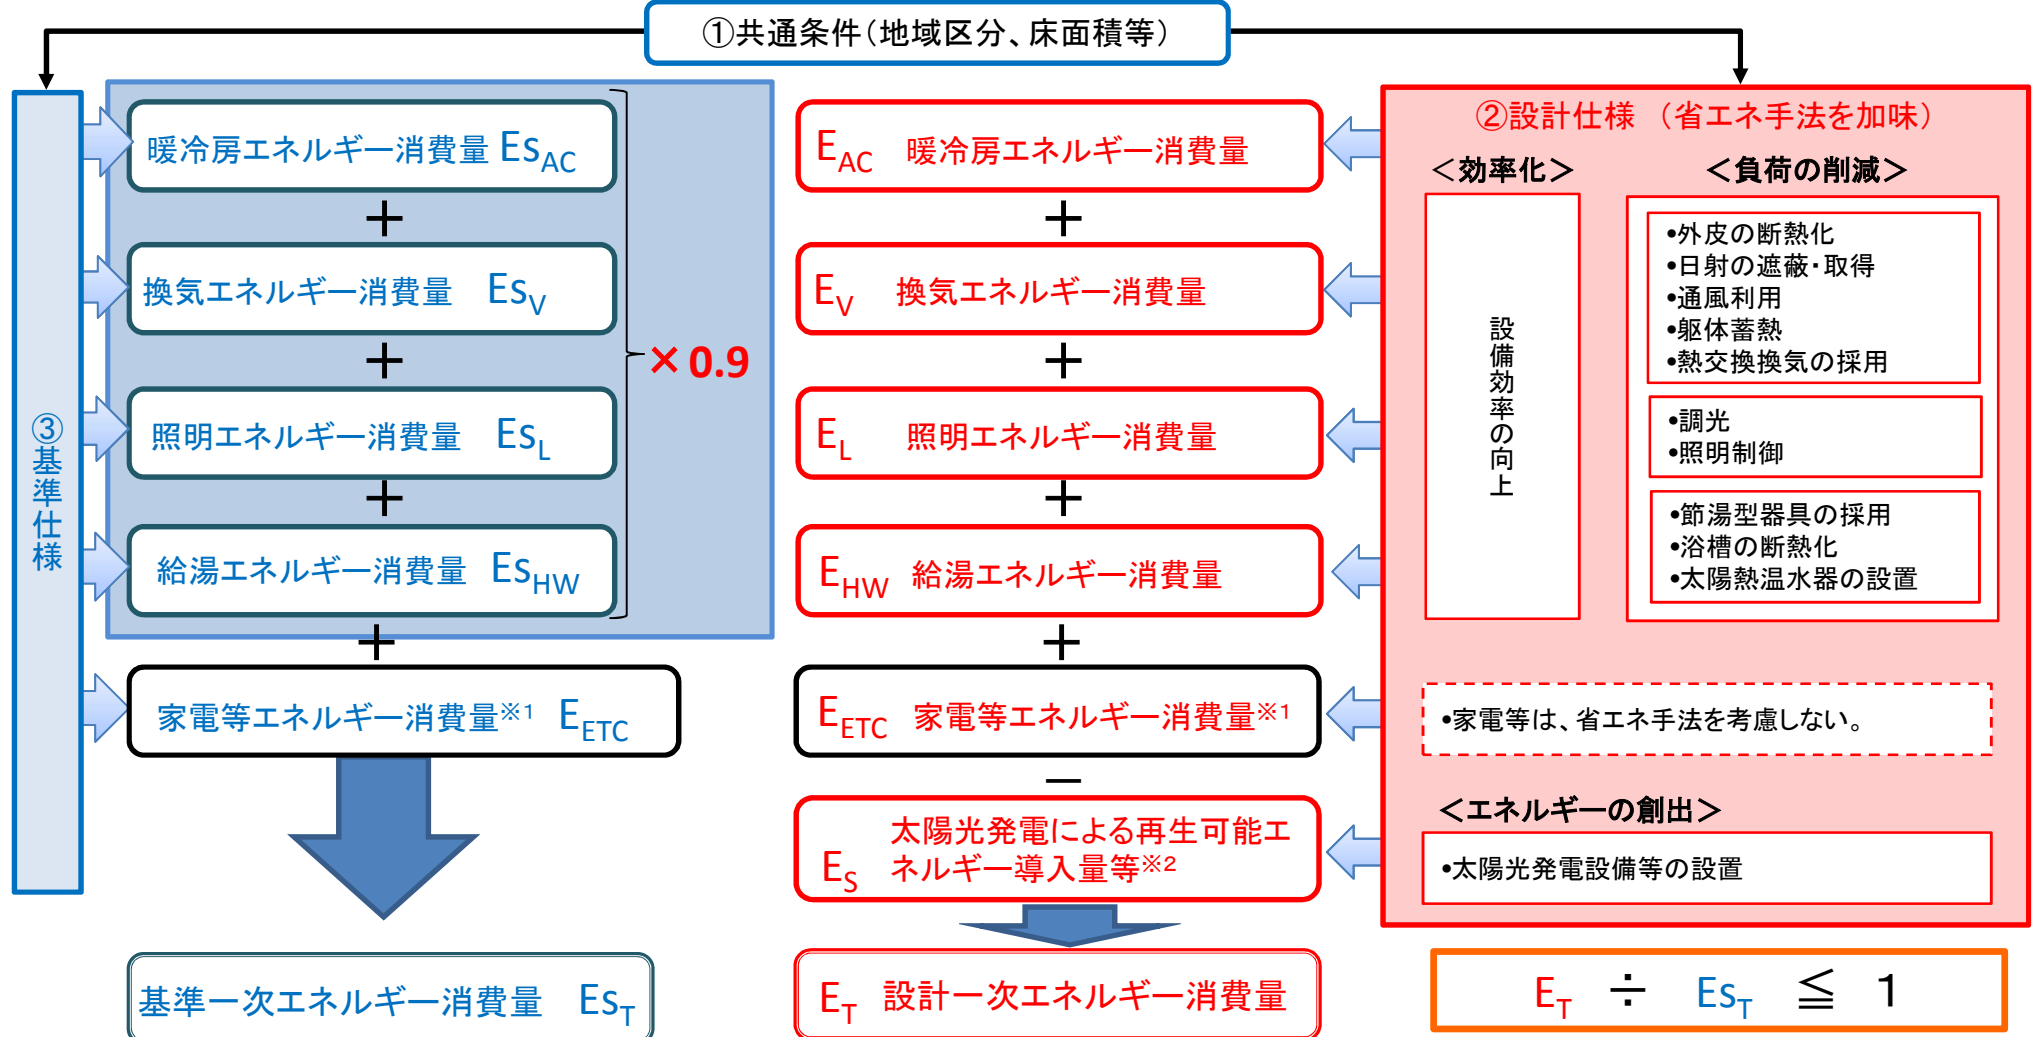 ①共通条件（地域区分、床面積等）
③基準仕様
暖冷房エネルギー消費量 EsAC
＋
換気エネルギー消費量 EsV
＋
照明エネルギー消費量 EsL
＋
給湯エネルギー消費量 EsHW
×0.9
＋
家電等エネルギー消費量※1 EETC
基準一次エネルギー消費量 EsT
EAC 暖冷房エネルギー消費量
＋
EV 換気エネルギー消費量
＋
EL 照明エネルギー消費量
＋
EHW 給湯エネルギー消費量
＋
EETC 家電等エネルギー消費量※1
－
太陽光発電による再生可能エ
ES ネルギー導入量等※2
ET 設計一次エネルギー消費量
②設計仕様 （省エネ手法を加味）
＜効率化＞
設備効率の向上
＜負荷の削減＞
•外皮の断熱化
•日射の遮蔽・取得
•通風利用
•躯体蓄熱
•熱交換換気の採用
•調光
•照明制御
•節湯型器具の採用
•浴槽の断熱化
•太陽熱温水器の設置
•家電等は、省エネ手法を考慮しない。
＜エネルギーの創出＞
•太陽光発電設備等の設置
ET ÷ EsT ≦ 1